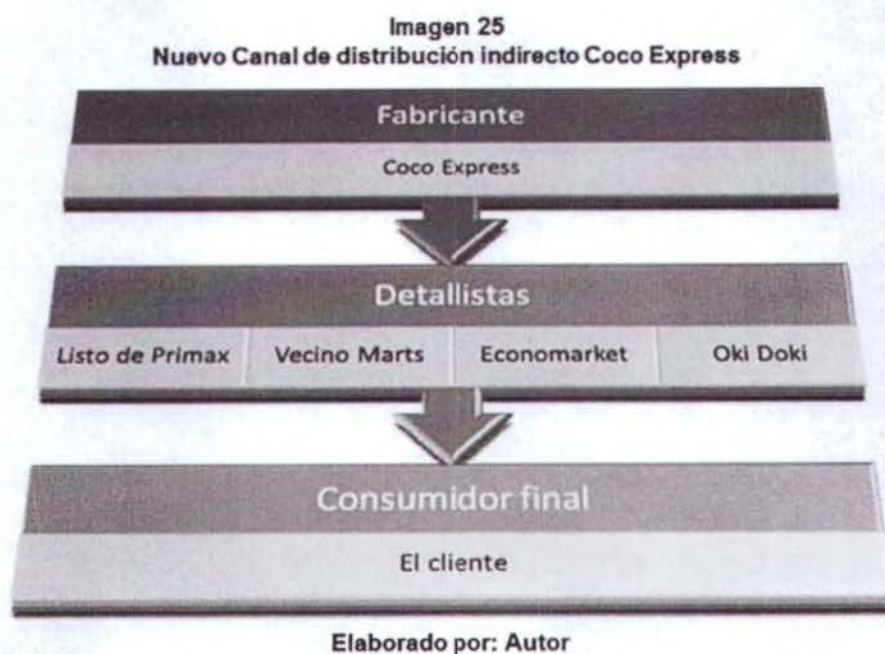 Imagen 25
Nuevo Canal de distribución indirecto Coco Express
Fabricante
Coco Express
Detallistas
Listo de Primax Vecino Marts Economarket Oki Doki
Consumidor final
El cliente
Elaborado por: Autor